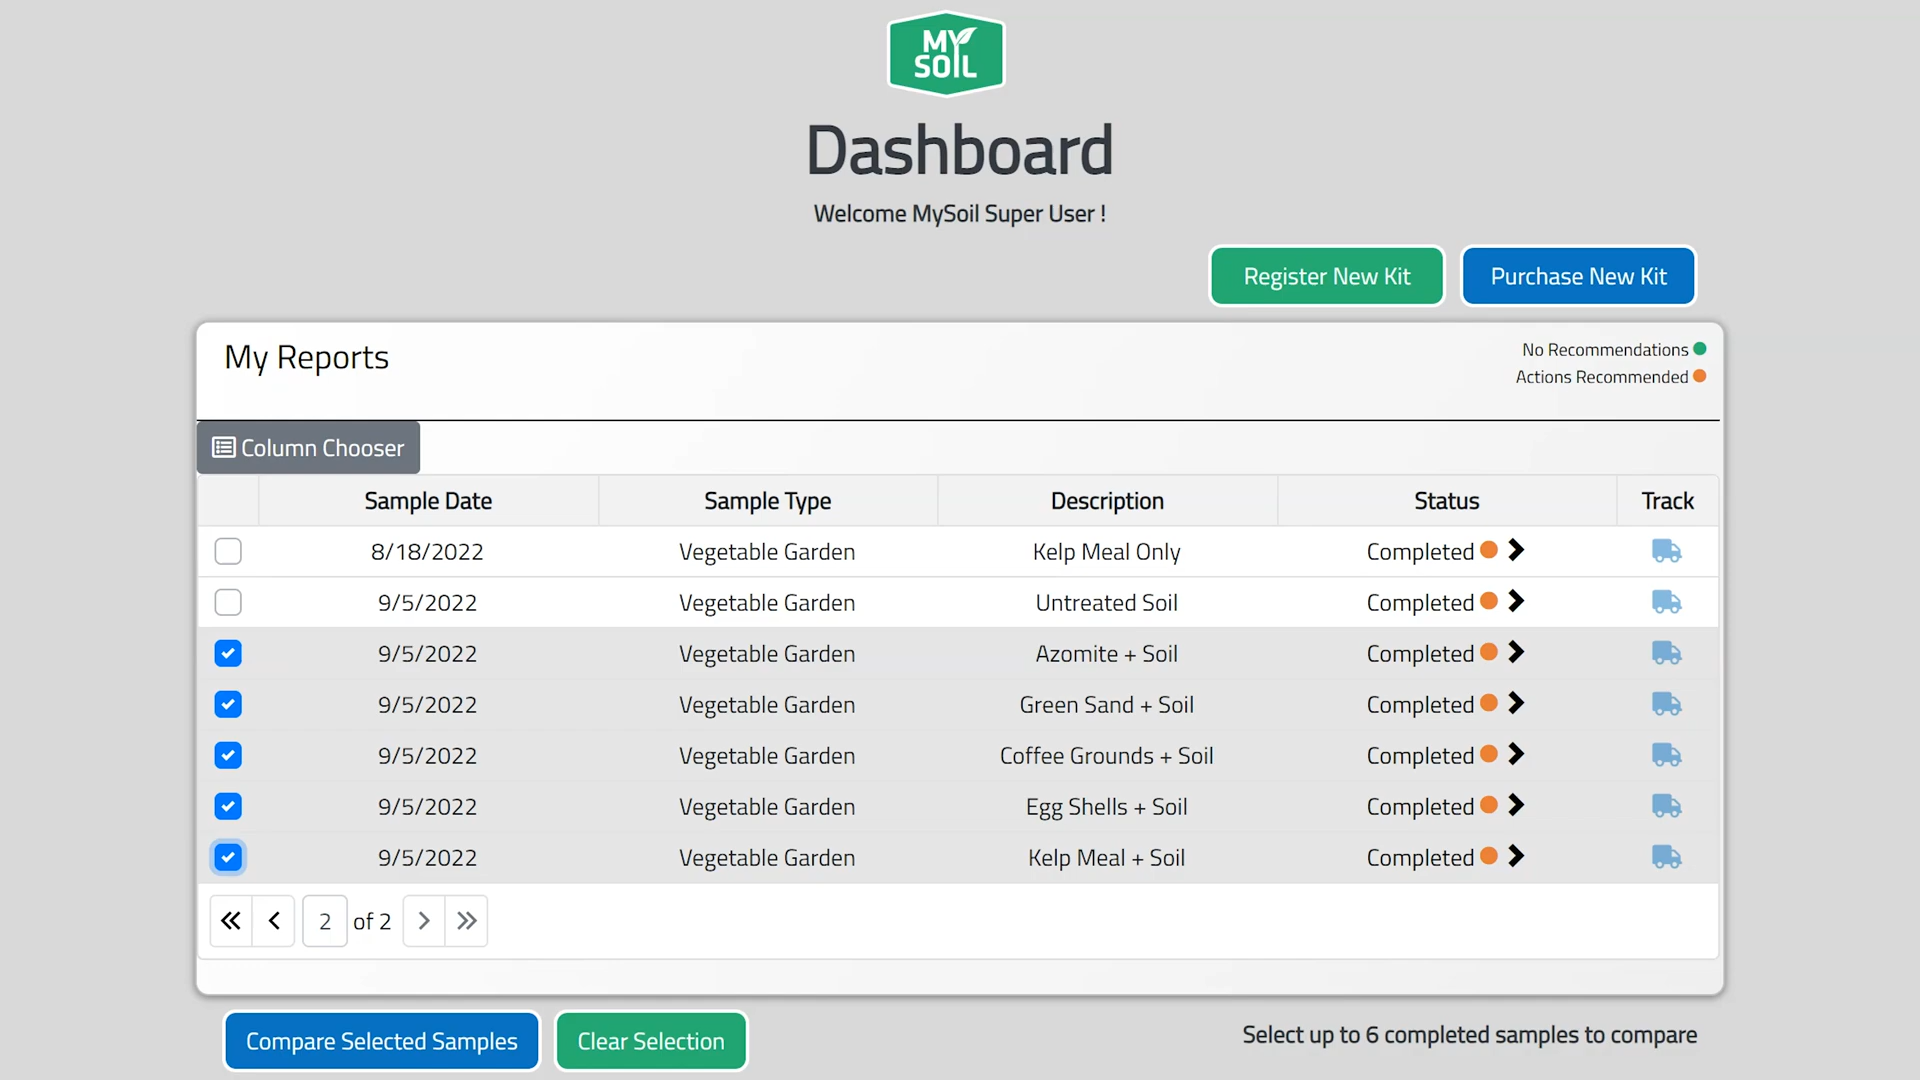 MY
SOIL
Dashboard
Welcome MySoil Super User !
Register New Kit
Purchase New Kit
My Reports
No Recommendations
Actions Recommended
Column Chooser
Sample Date Sample Type Description Status Track
8/18/2022 Vegetable Garden Kelp Meal Only Completed
9/5/2022 Vegetable Garden Untreated Soil Completed
9/5/2022 Vegetable Garden Azomite + Soil Completed
9/5/2022 Vegetable Garden Green Sand + Soil Completed
9/5/2022 Vegetable Garden Coffee Grounds + Soil Completed
9/5/2022 Vegetable Garden Egg Shells + Soil Completed
9/5/2022 Vegetable Garden Kelp Meal + Soil Completed
2 of 2
Compare Selected Samples
Clear Selection
Select up to 6 completed samples to compare